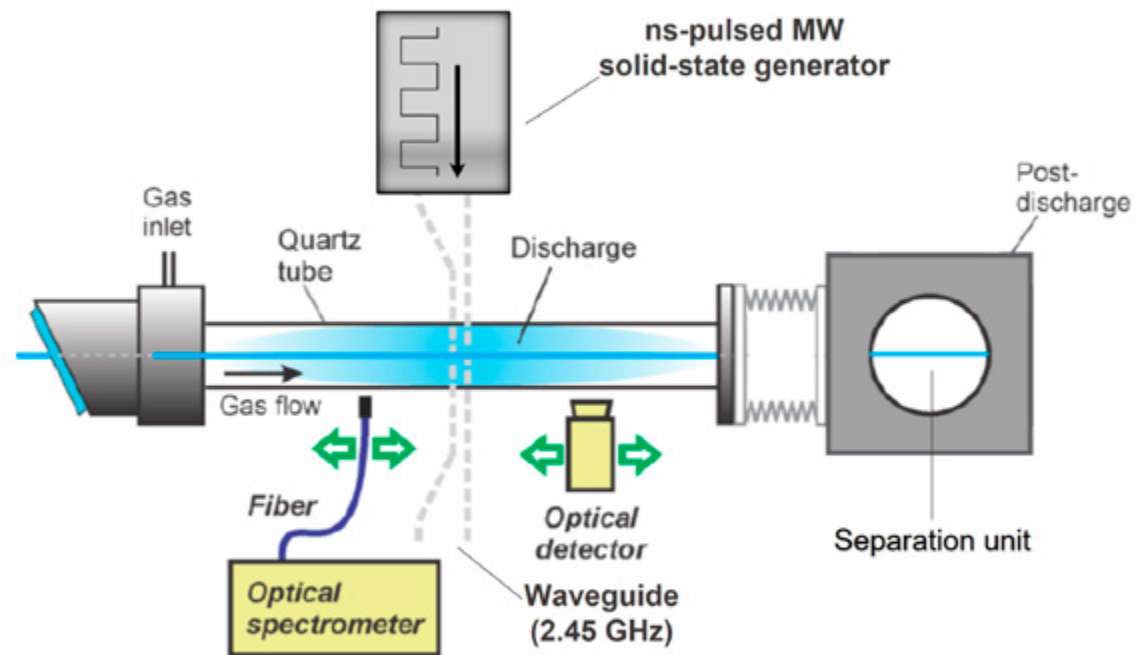 ns-pulsed MW
solid-state generator
Post-
discharge
Gas
inlet
Quartz
tube
Discharge
Gas flow
Fiber
Optical
detector
Separation unit
Optical
spectrometer
Waveguide
(2.45 GHz)